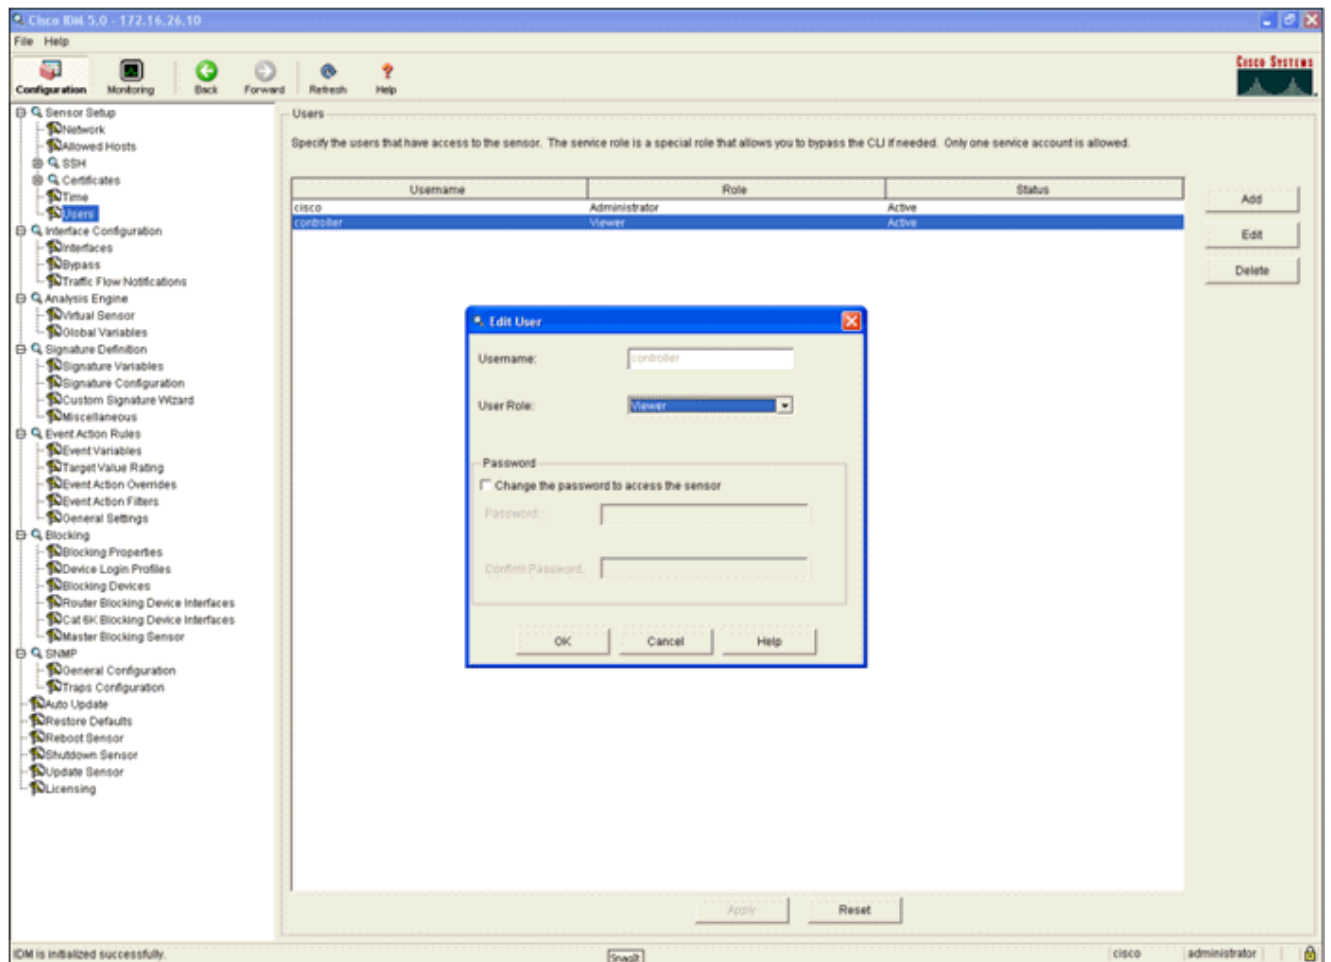 Cisco IDM 5.0 - 172.16.26.10
File Help
Configuration Monitoring Back Forward Refresh Help
CISCO SYSTEMS
Sensor Setup
Network
Allowed Hosts
SSH
Certificates
Time
Users
Interface Configuration
Interfaces
Bypass
Traffic Flow Notifications
Analysis Engine
Virtual Sensor
Global Variables
Signature Definition
Signature Variables
Signature Configuration
Custom Signature Wizard
Miscellaneous
Event Action Rules
Event Variables
Target Value Rating
Event Action Overrides
Event Action Filters
General Settings
Blocking
Blocking Properties
Device Login Profiles
Blocking Devices
Router Blocking Device Interfaces
Cat 6K Blocking Device Interfaces
Master Blocking Sensor
SNMP
General Configuration
Traps Configuration
Auto Update
Restore Defaults
Reboot Sensor
Shutdown Sensor
Update Sensor
Licensing
Users
Specify the users that have access to the sensor. The service role is a special role that allows you to bypass the CLI if needed. Only one service account is allowed.
Username Role Status
cisco Administrator Active
controller Viewer Active
Add
Edit
Delete
Edit User
Username: controller
User Role: Viewer
Password
Change the password to access the sensor
Password:
Confirm Password:
OK Cancel Help
Apply Reset
IDM is initialized successfully.
SnagIt
cisco administrator